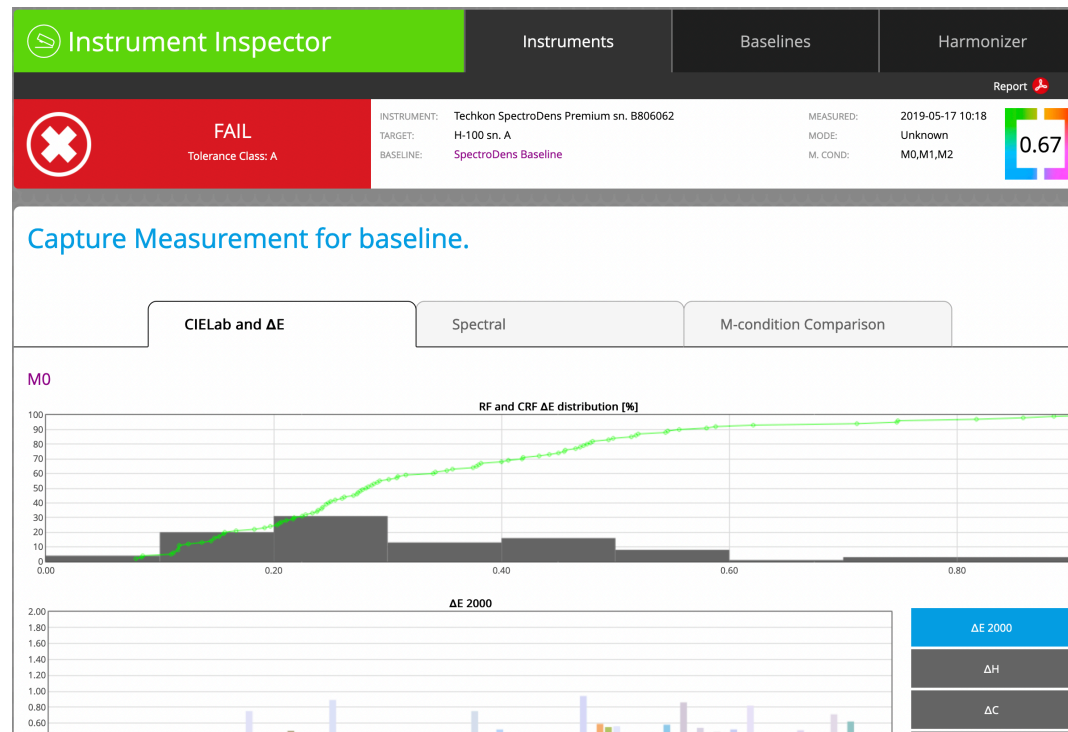 Instrument Inspector
Instruments
Baselines
Harmonizer
Report
FAIL
Tolerance Class: A
INSTRUMENT: Techkon SpectroDens Premium sn. B806062
TARGET: H-100 sn. A
BASELINE: SpectroDens Baseline
MEASURED: 2019-05-17 10:18
MODE: Unknown
M. COND: M0,M1,M2
0.67
Capture Measurement for baseline.
CIELab and ΔE
Spectral
M-condition Comparison
M0
RF and CRF ΔE distribution [%]
100
90
80
70
60
50
40
30
20
10
0
0.00 0.20 0.40 0.60 0.80
ΔE 2000
2.00
1.80
1.60
1.40
1.20
1.00
0.80
0.60
ΔE 2000
ΔH
ΔC